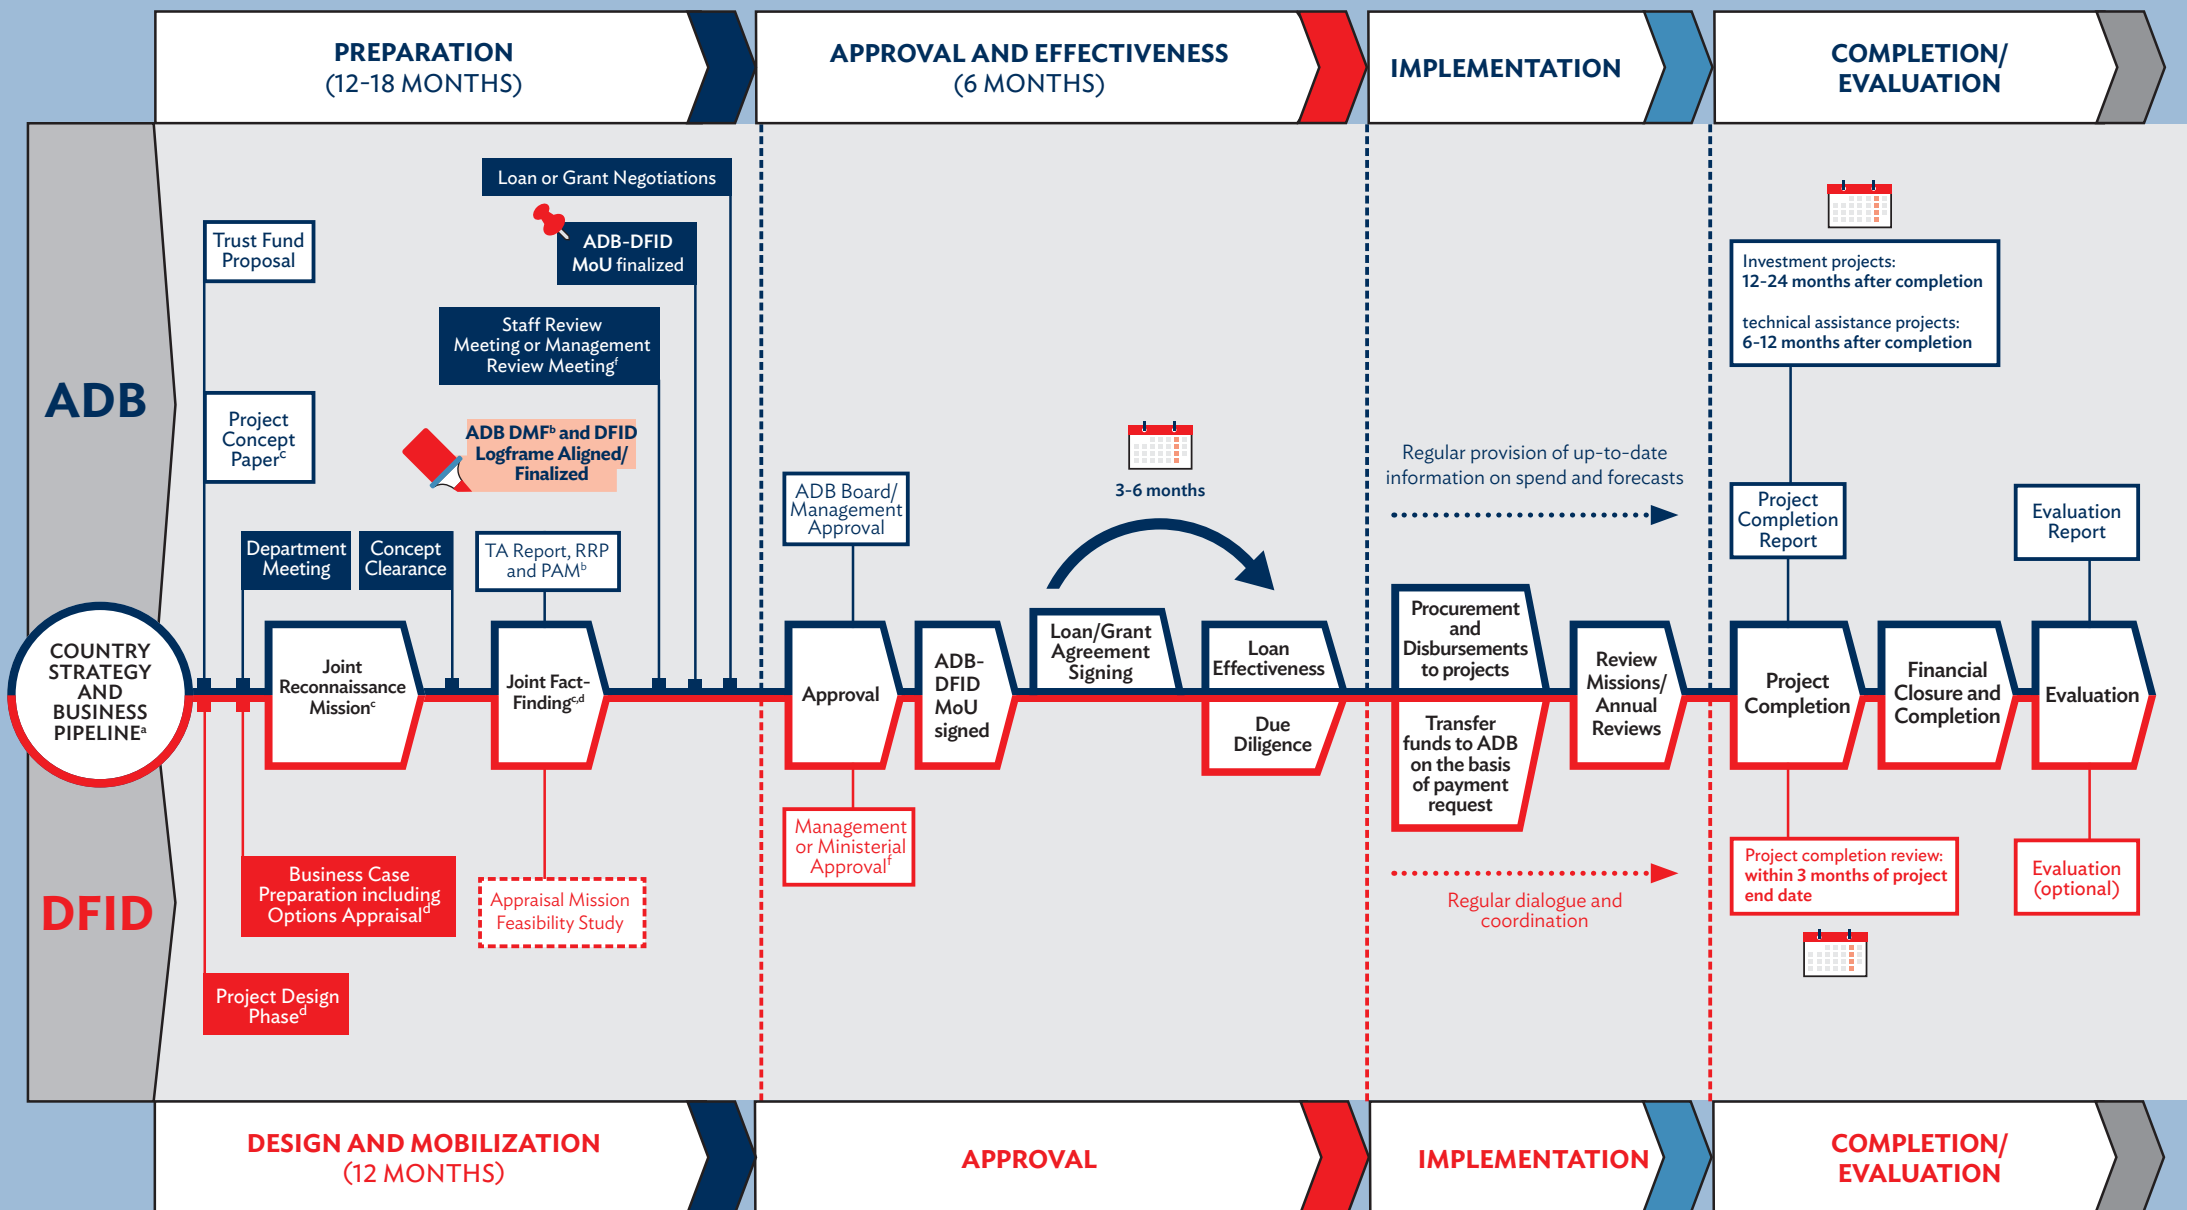 PREPARATION
(12-18 MONTHS)
APPROVAL AND EFFECTIVENESS
(6 MONTHS)
IMPLEMENTATION
COMPLETION/
EVALUATION
ADB
DFID
COUNTRY
STRATEGY
AND
BUSINESS
PIPELINEᵃ
Trust Fund
Proposal
Project
Concept
Paperᶜ
Department
Meeting
Concept
Clearance
Loan or Grant Negotiations
ADB-DFID
MoU finalized
Staff Review
Meeting or Management
Review Meetingᶠ
ADB DMFᵇ and DFID
Logframe Aligned/
Finalized
TA Report, RRP
and PAMᵇ
Joint
Reconnaissance
Missionᶜ
Joint Fact-
Findingᶜ,ᵈ
Business Case
Preparation including
Options Appraisalᵈ
Project Design
Phaseᵈ
Appraisal Mission
Feasibility Study
ADB Board/
Management
Approval
Approval
Management
or Ministerial
Approvalᶠ
ADB-
DFID
MoU
signed
3-6 months
Loan/Grant
Agreement
Signing
Loan
Effectiveness
Due
Diligence
Regular provision of up-to-date
information on spend and forecasts
Procurement
and
Disbursements
to projects
Transfer
funds to ADB
on the basis
of payment
request
Review
Missions/
Annual
Reviews
Regular dialogue and
coordination
Investment projects:
12-24 months after completion
technical assistance projects:
6-12 months after completion
Project
Completion
Report
Evaluation
Report
Project
Completion
Financial
Closure and
Completion
Evaluation
Project completion review:
within 3 months of project
end date
Evaluation
(optional)
DESIGN AND MOBILIZATION
(12 MONTHS)
APPROVAL
IMPLEMENTATION
COMPLETION/
EVALUATION